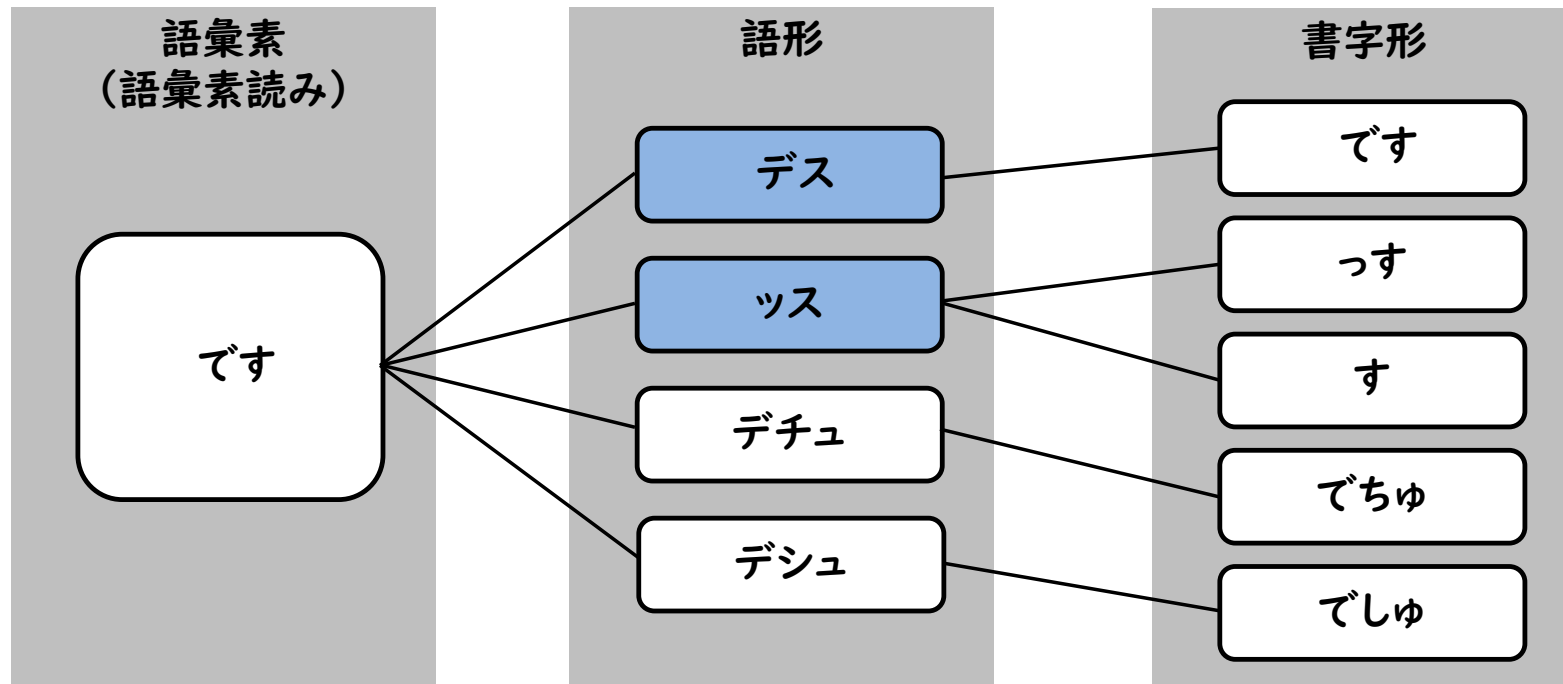 語彙素
（語彙素読み）
です
語形
デス
ッス
デチュ
デシュ
書字形
です
っす
す
でちゅ
でしゅ